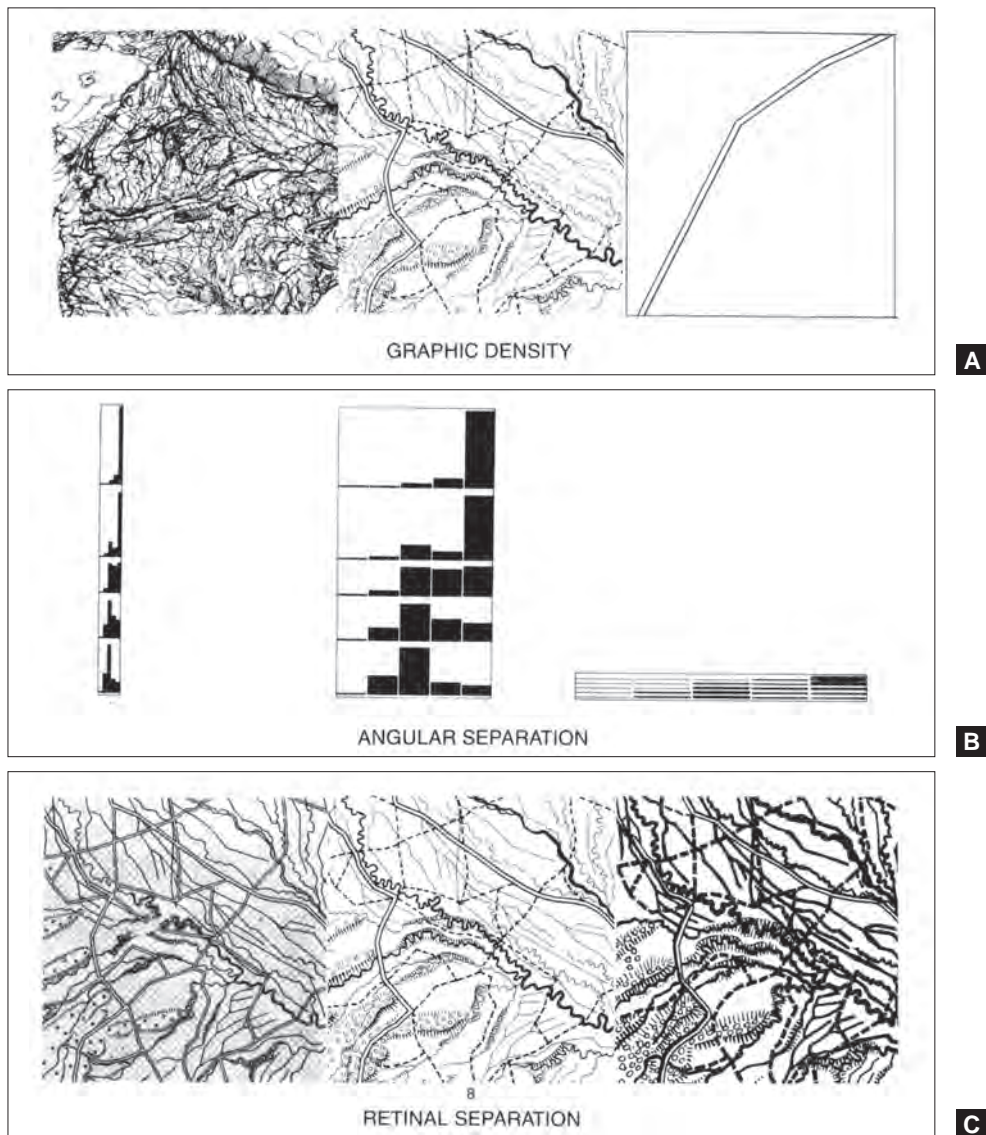 GRAPHIC DENSITY
A
ANGULAR SEPARATION
B
8
RETINAL SEPARATION
C